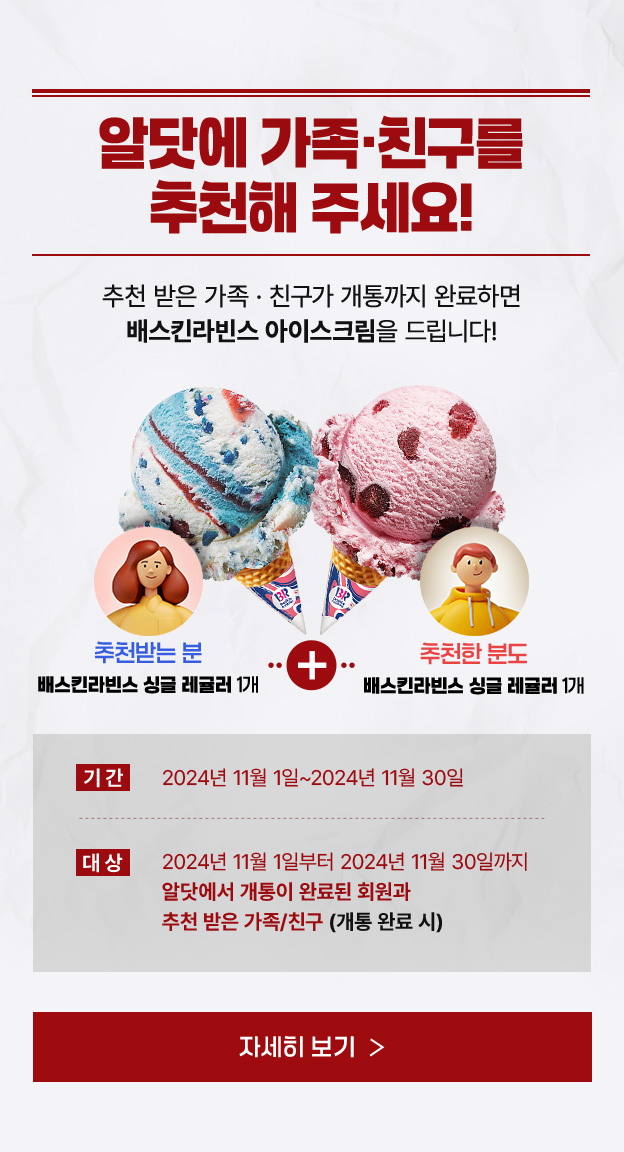 알닷에 가족·친구를
추천해 주세요!
추천 받은 가족 · 친구가 개통까지 완료하면
배스킨라빈스 아이스크림을 드립니다!
BR
BR
추천받는 분
배스킨라빈스 싱글 레귤러 1개
추천한 분도
배스킨라빈스 싱글 레귤러 1개
기간
2024년 11월 1일~2024년 11월 30일
대상
2024년 11월 1일부터 2024년 11월 30일까지
알닷에서 개통이 완료된 회원과
추천 받은 가족/친구 (개통 완료 시)
자세히 보기 >